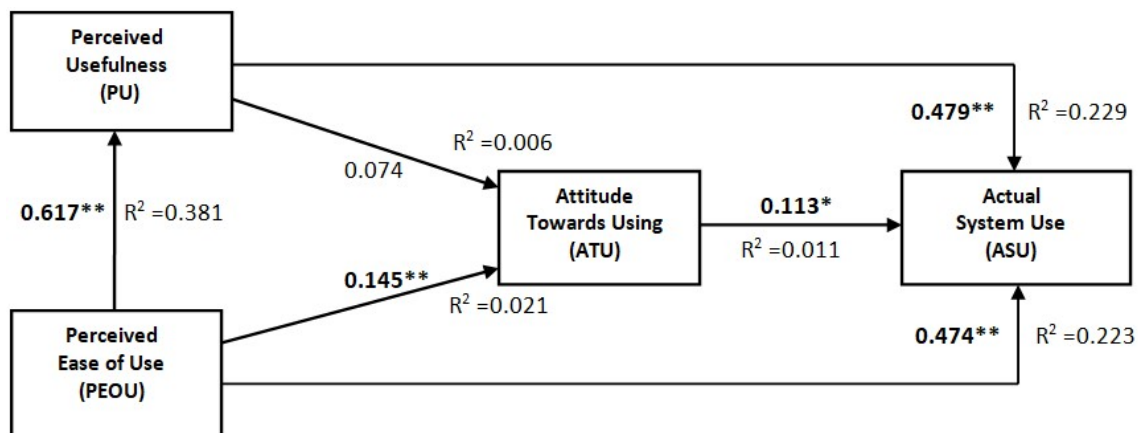 Perceived
Usefulness
(PU)
0.479**
R² =0.229
R² =0.006
0.074
Attitude
Towards Using
(ATU)
0.113*
R² =0.011
Actual
System Use
(ASU)
0.617**
R² =0.381
0.145**
R² =0.021
Perceived
Ease of Use
(PEOU)
0.474**
R² =0.223